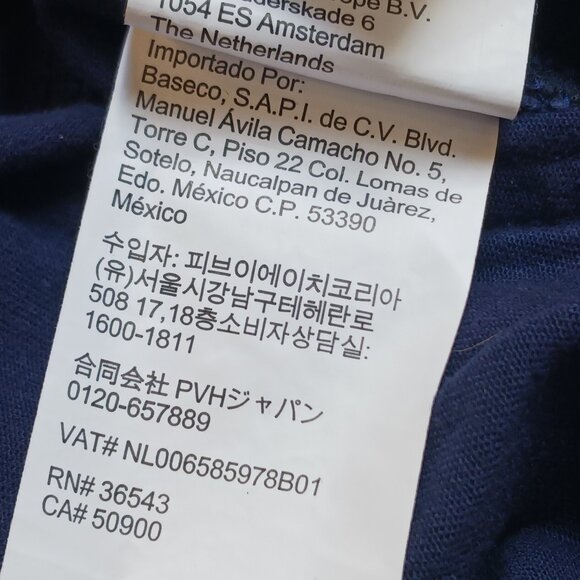 B.V.
6
1054 ES Amsterdam
The Netherlands
Importado Por:
Baseco, S.A.P.I. de C.V. Blvd.
Manuel Ávila Camacho No. 5,
Torre C, Piso 22 Col. Lomas de
Sotelo, Naucalpan de Juàrez,
Edo. México C.P. 53390
México
수입자: 피브이에이치코리아
(유)서울시강남구테헤란로
508 17,18층소비자상담실:
1600-1811
合同会社 PVHジャパン
0120-657889
VAT# NL006585978B01
RN# 36543
CA# 50900